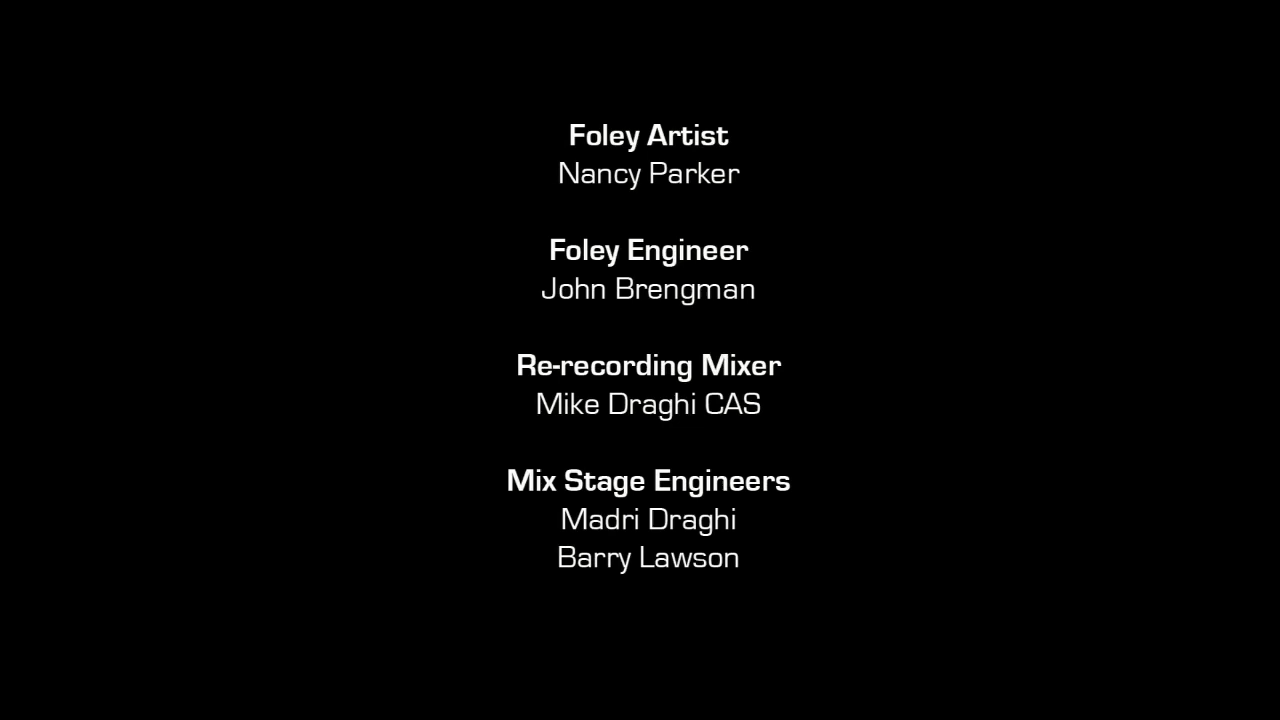 Foley Artist
Nancy Parker
Foley Engineer
John Brengman
Re-recording Mixer
Mike Draghi CAS
Mix Stage Engineers
Madri Draghi
Barry Lawson